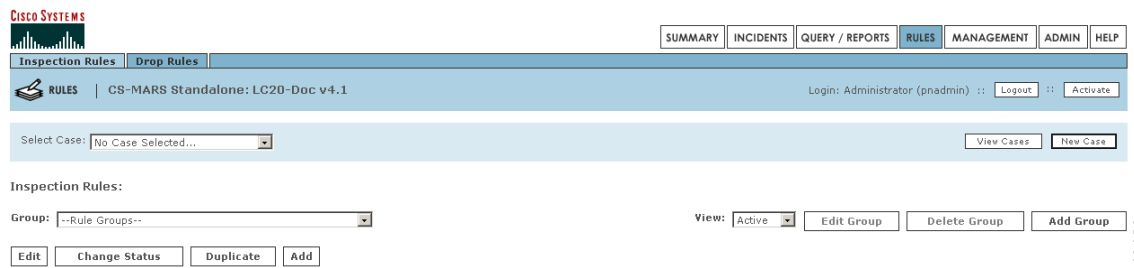 CISCO SYSTEMS
SUMMARY INCIDENTS QUERY / REPORTS RULES MANAGEMENT ADMIN HELP
Inspection Rules Drop Rules
RULES | CS-MARS Standalone: LC20-Doc v4.1 Login: Administrator (pnadmin) :: Logout :: Activate
Select Case: No Case Selected... View Cases New Case
Inspection Rules:
Group: --Rule Groups-- View: Active Edit Group Delete Group Add Group
Edit Change Status Duplicate Add